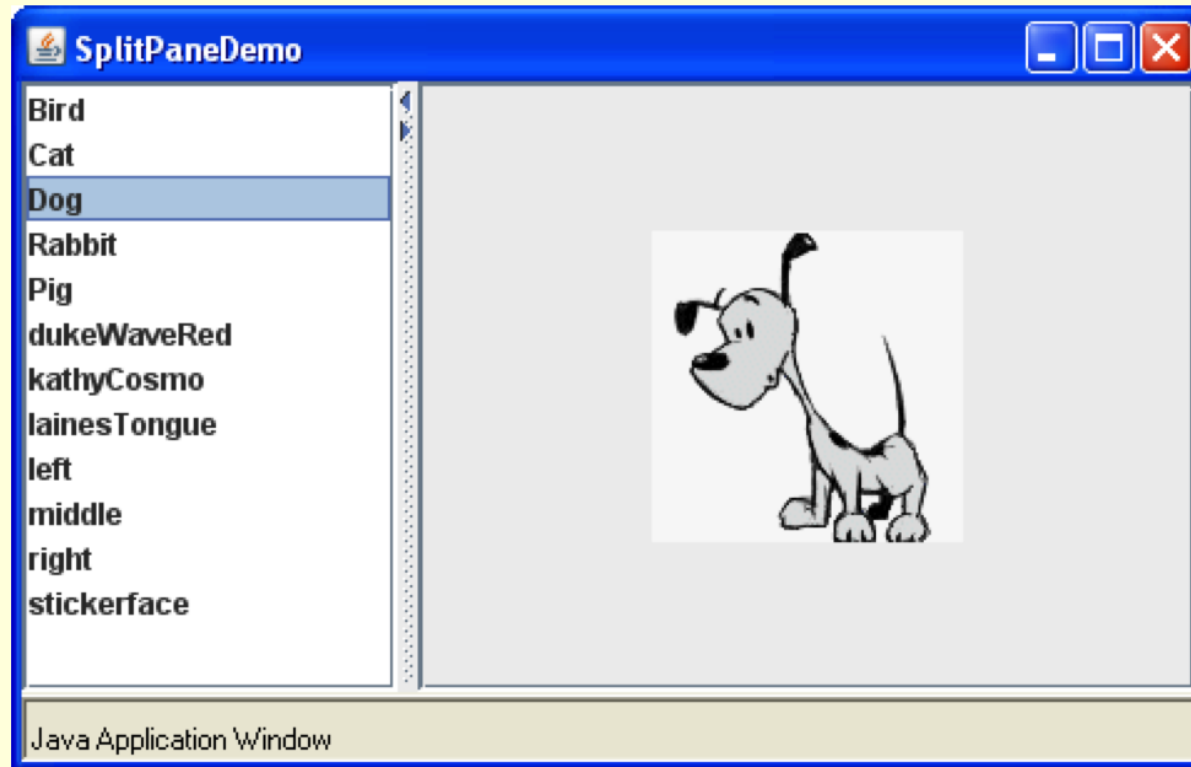 SplitPaneDemo
Bird
Cat
Dog
Rabbit
Pig
dukeWaveRed
kathyCosmo
lainesTongue
left
middle
right
stickerface
Java Application Window